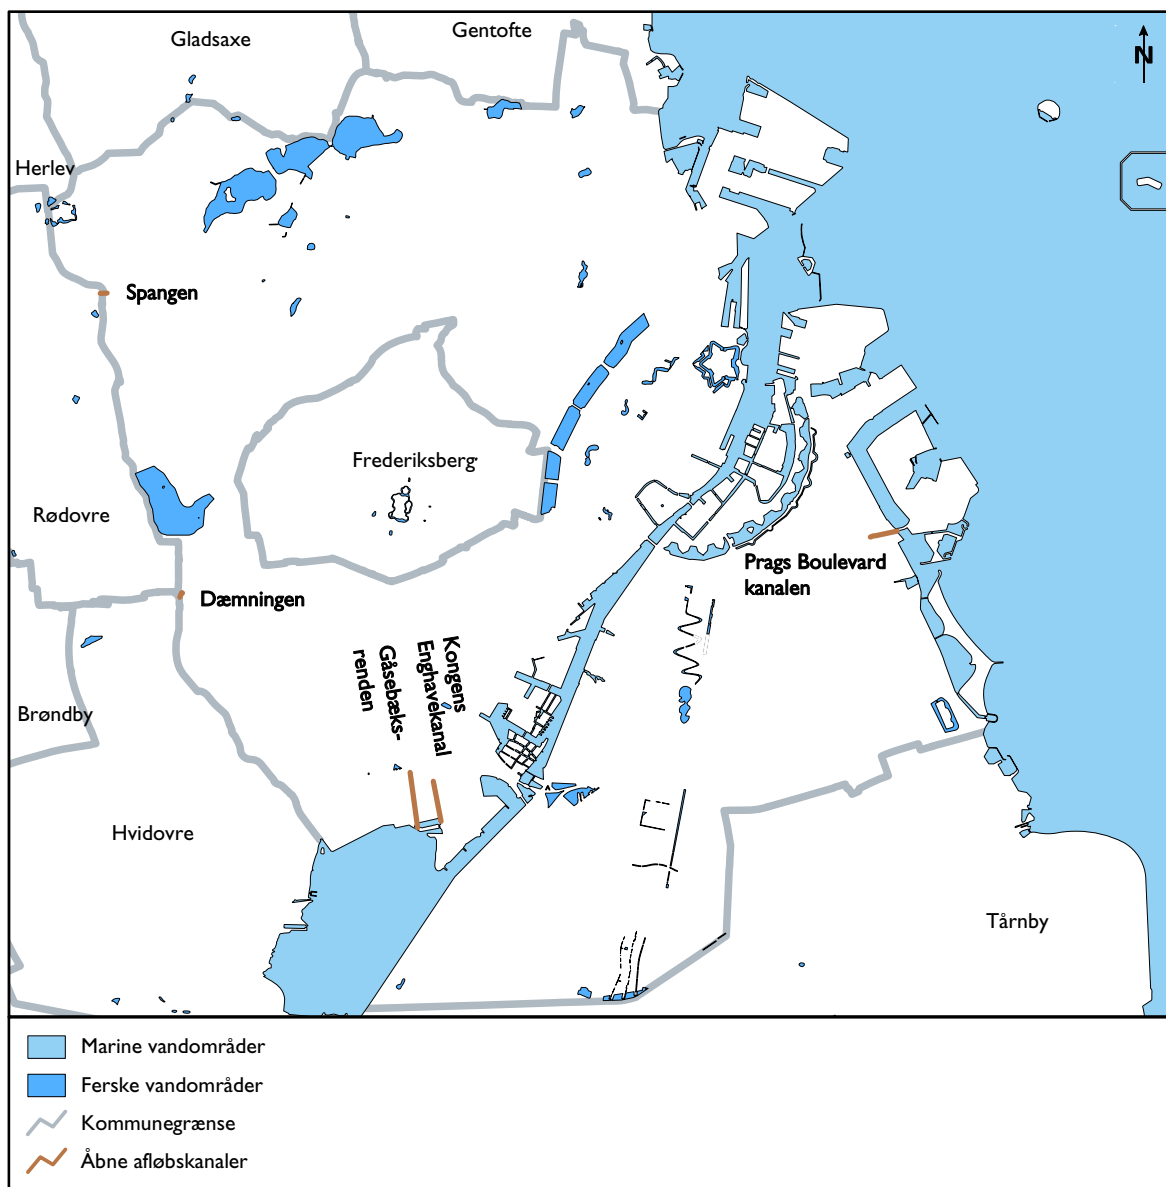 Gladsaxe
Gentofte
N
Herlev
Spangen
Frederiksberg
Rødovre
Prags Boulevard
kanalen
Dæmningen
Kongens
Enghavekanal
Gåsebæks-
renden
Brøndby
Hvidovre
Tårnby
Marine vandområder
Ferske vandområder
Kommunegrænse
Åbne afløbskanaler